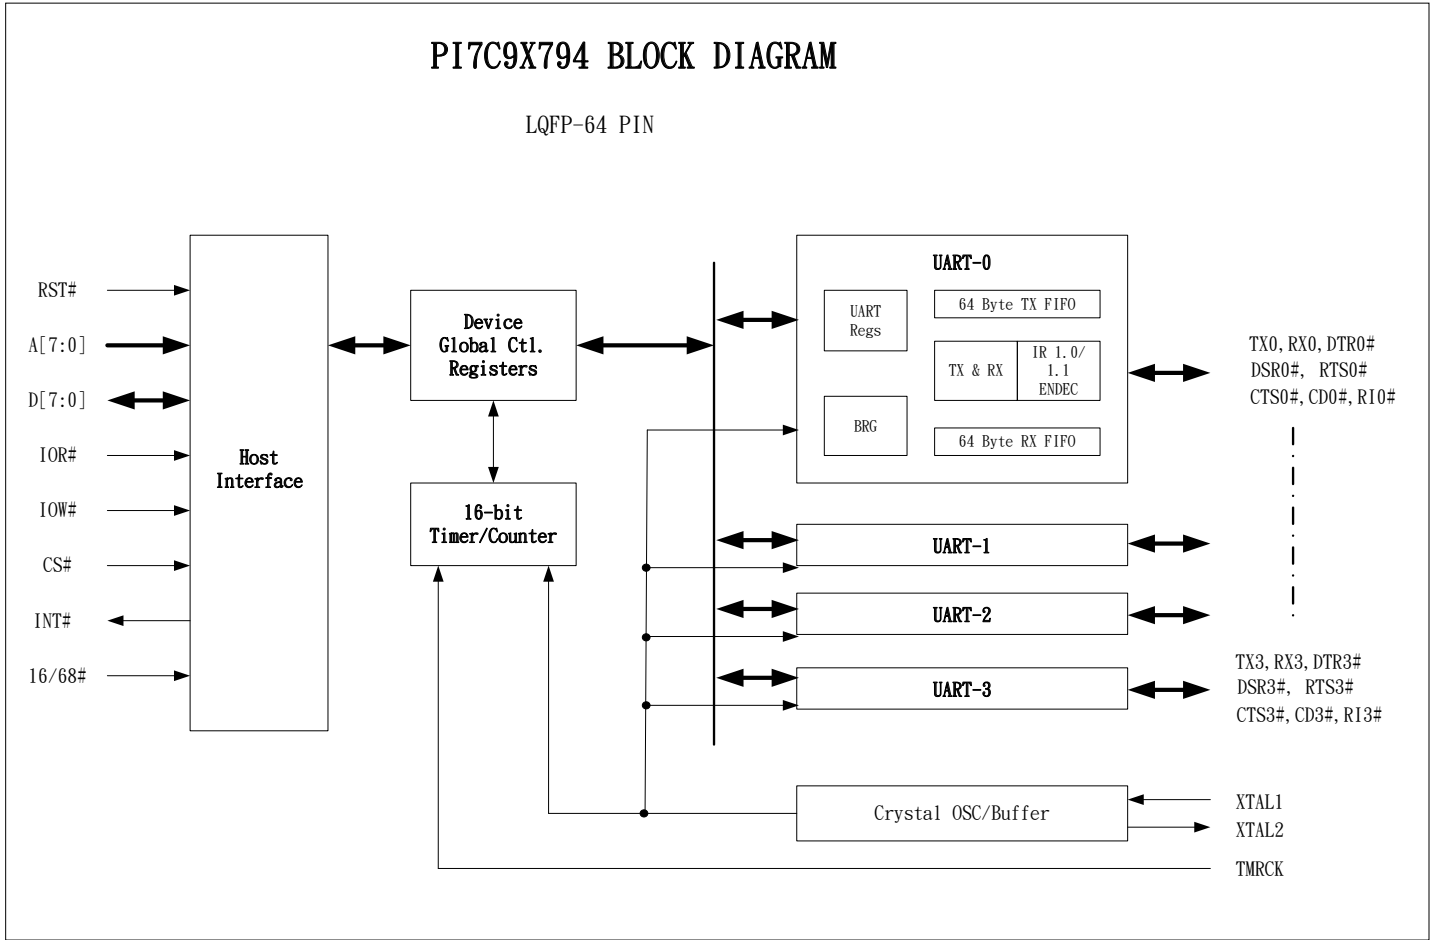 PI7C9X794 BLOCK DIAGRAM
LQFP-64 PIN
RST#
A[7:0]
D[7:0]
IOR#
IOW#
CS#
INT#
16/68#
Host
Interface
Device
Global Ctl.
Registers
16-bit
Timer/Counter
UART-0
UART
Regs
BRG
64 Byte TX FIFO
TX & RX
IR 1.0/
1.1
ENDEC
64 Byte RX FIFO
UART-1
UART-2
UART-3
Crystal OSC/Buffer
TX0, RX0, DTR0#
DSR0#, RTS0#
CTS0#, CD0#, RI0#
TX3, RX3, DTR3#
DSR3#, RTS3#
CTS3#, CD3#, RI3#
XTAL1
XTAL2
TMRCK